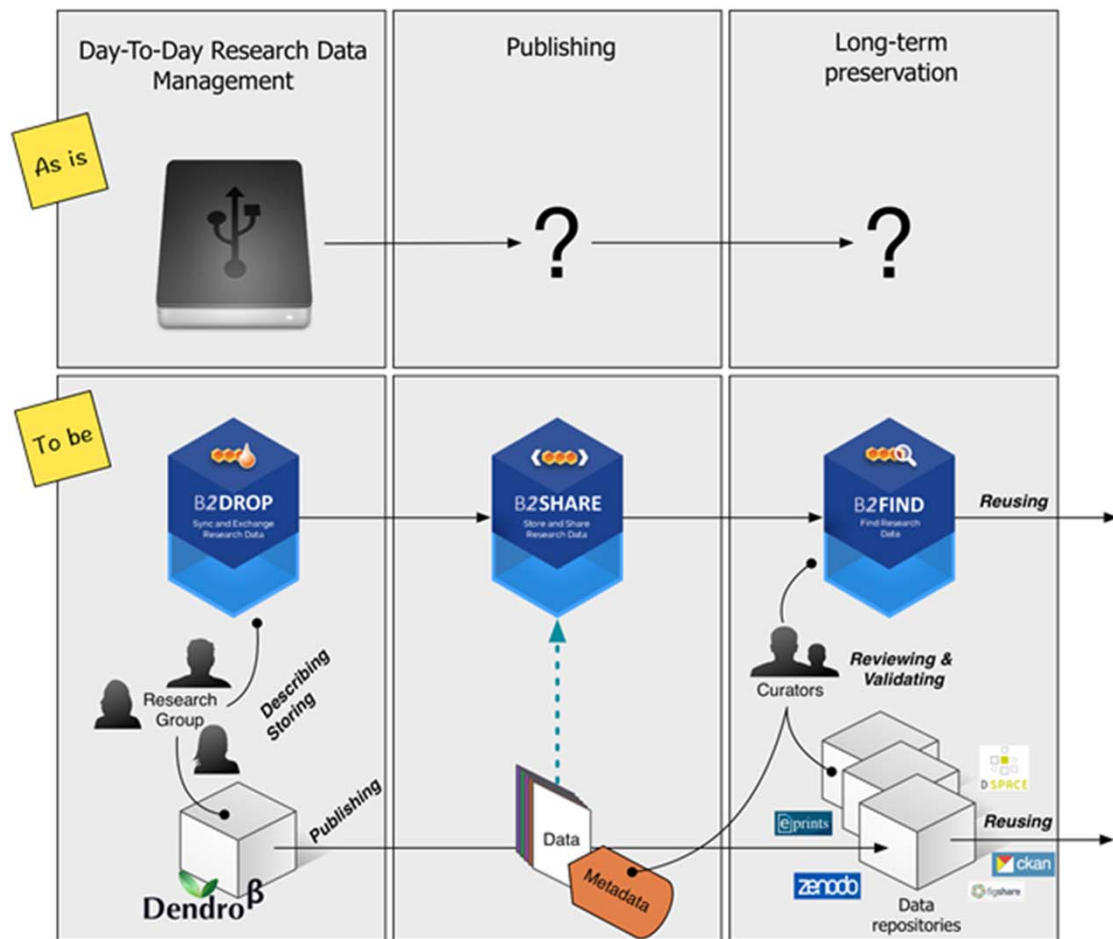 Day-To-Day Research Data
Management
Publishing
Long-term
preservation
As is
?
?
To be
B2DROP
Sync and Exchange
Research Data
B2SHARE
Store and Share
Research Data
B2FIND
Find Research
Data
Reusing
Research
Group
Describing
Storing
Curators
Reviewing &
Validating
Publishing
Data
Metadata
DSPACE
eprints
Reusing
ckan
zenodo
figshare
Data
repositories
Dendro β